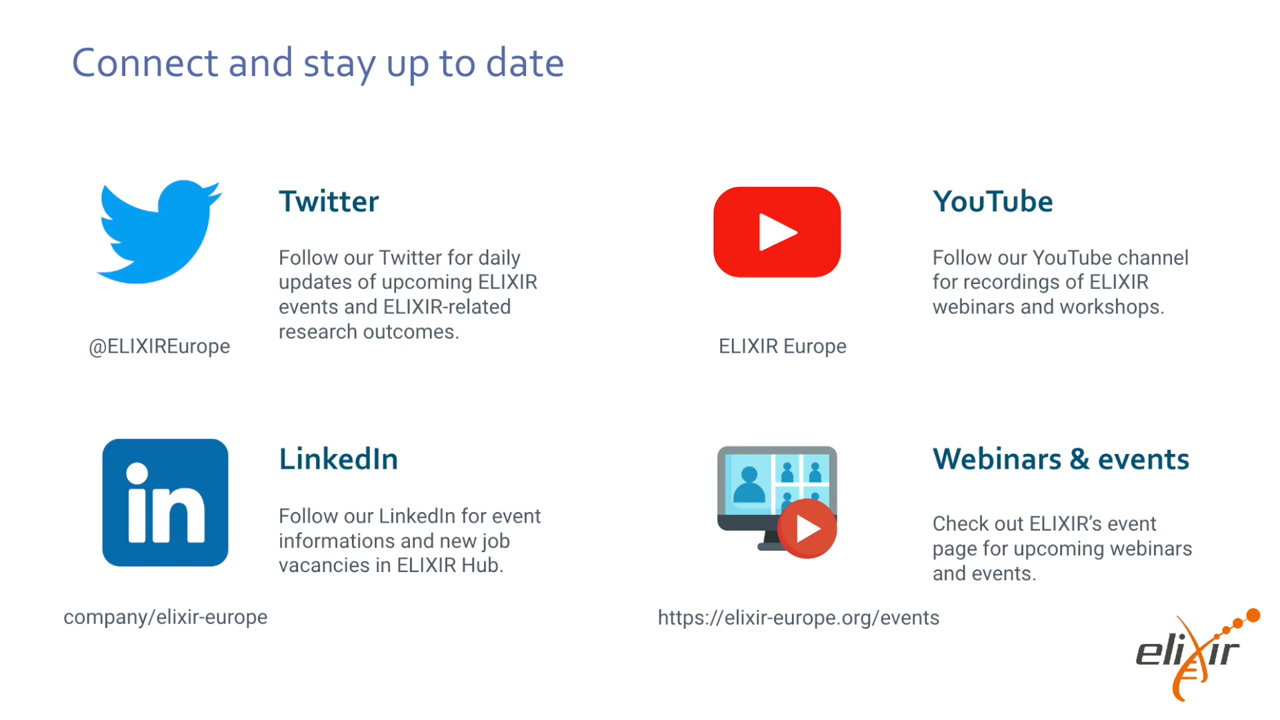 Connect and stay up to date
Twitter
Follow our Twitter for daily
updates of upcoming ELIXIR
events and ELIXIR-related
research outcomes.
@ELIXIREurope
YouTube
Follow our YouTube channel
for recordings of ELIXIR
webinars and workshops.
ELIXIR Europe
in
LinkedIn
Follow our LinkedIn for event
informations and new job
vacancies in ELIXIR Hub.
company/elixir-europe
Webinars & events
Check out ELIXIR’s event
page for upcoming webinars
and events.
https://elixir-europe.org/events
elixir